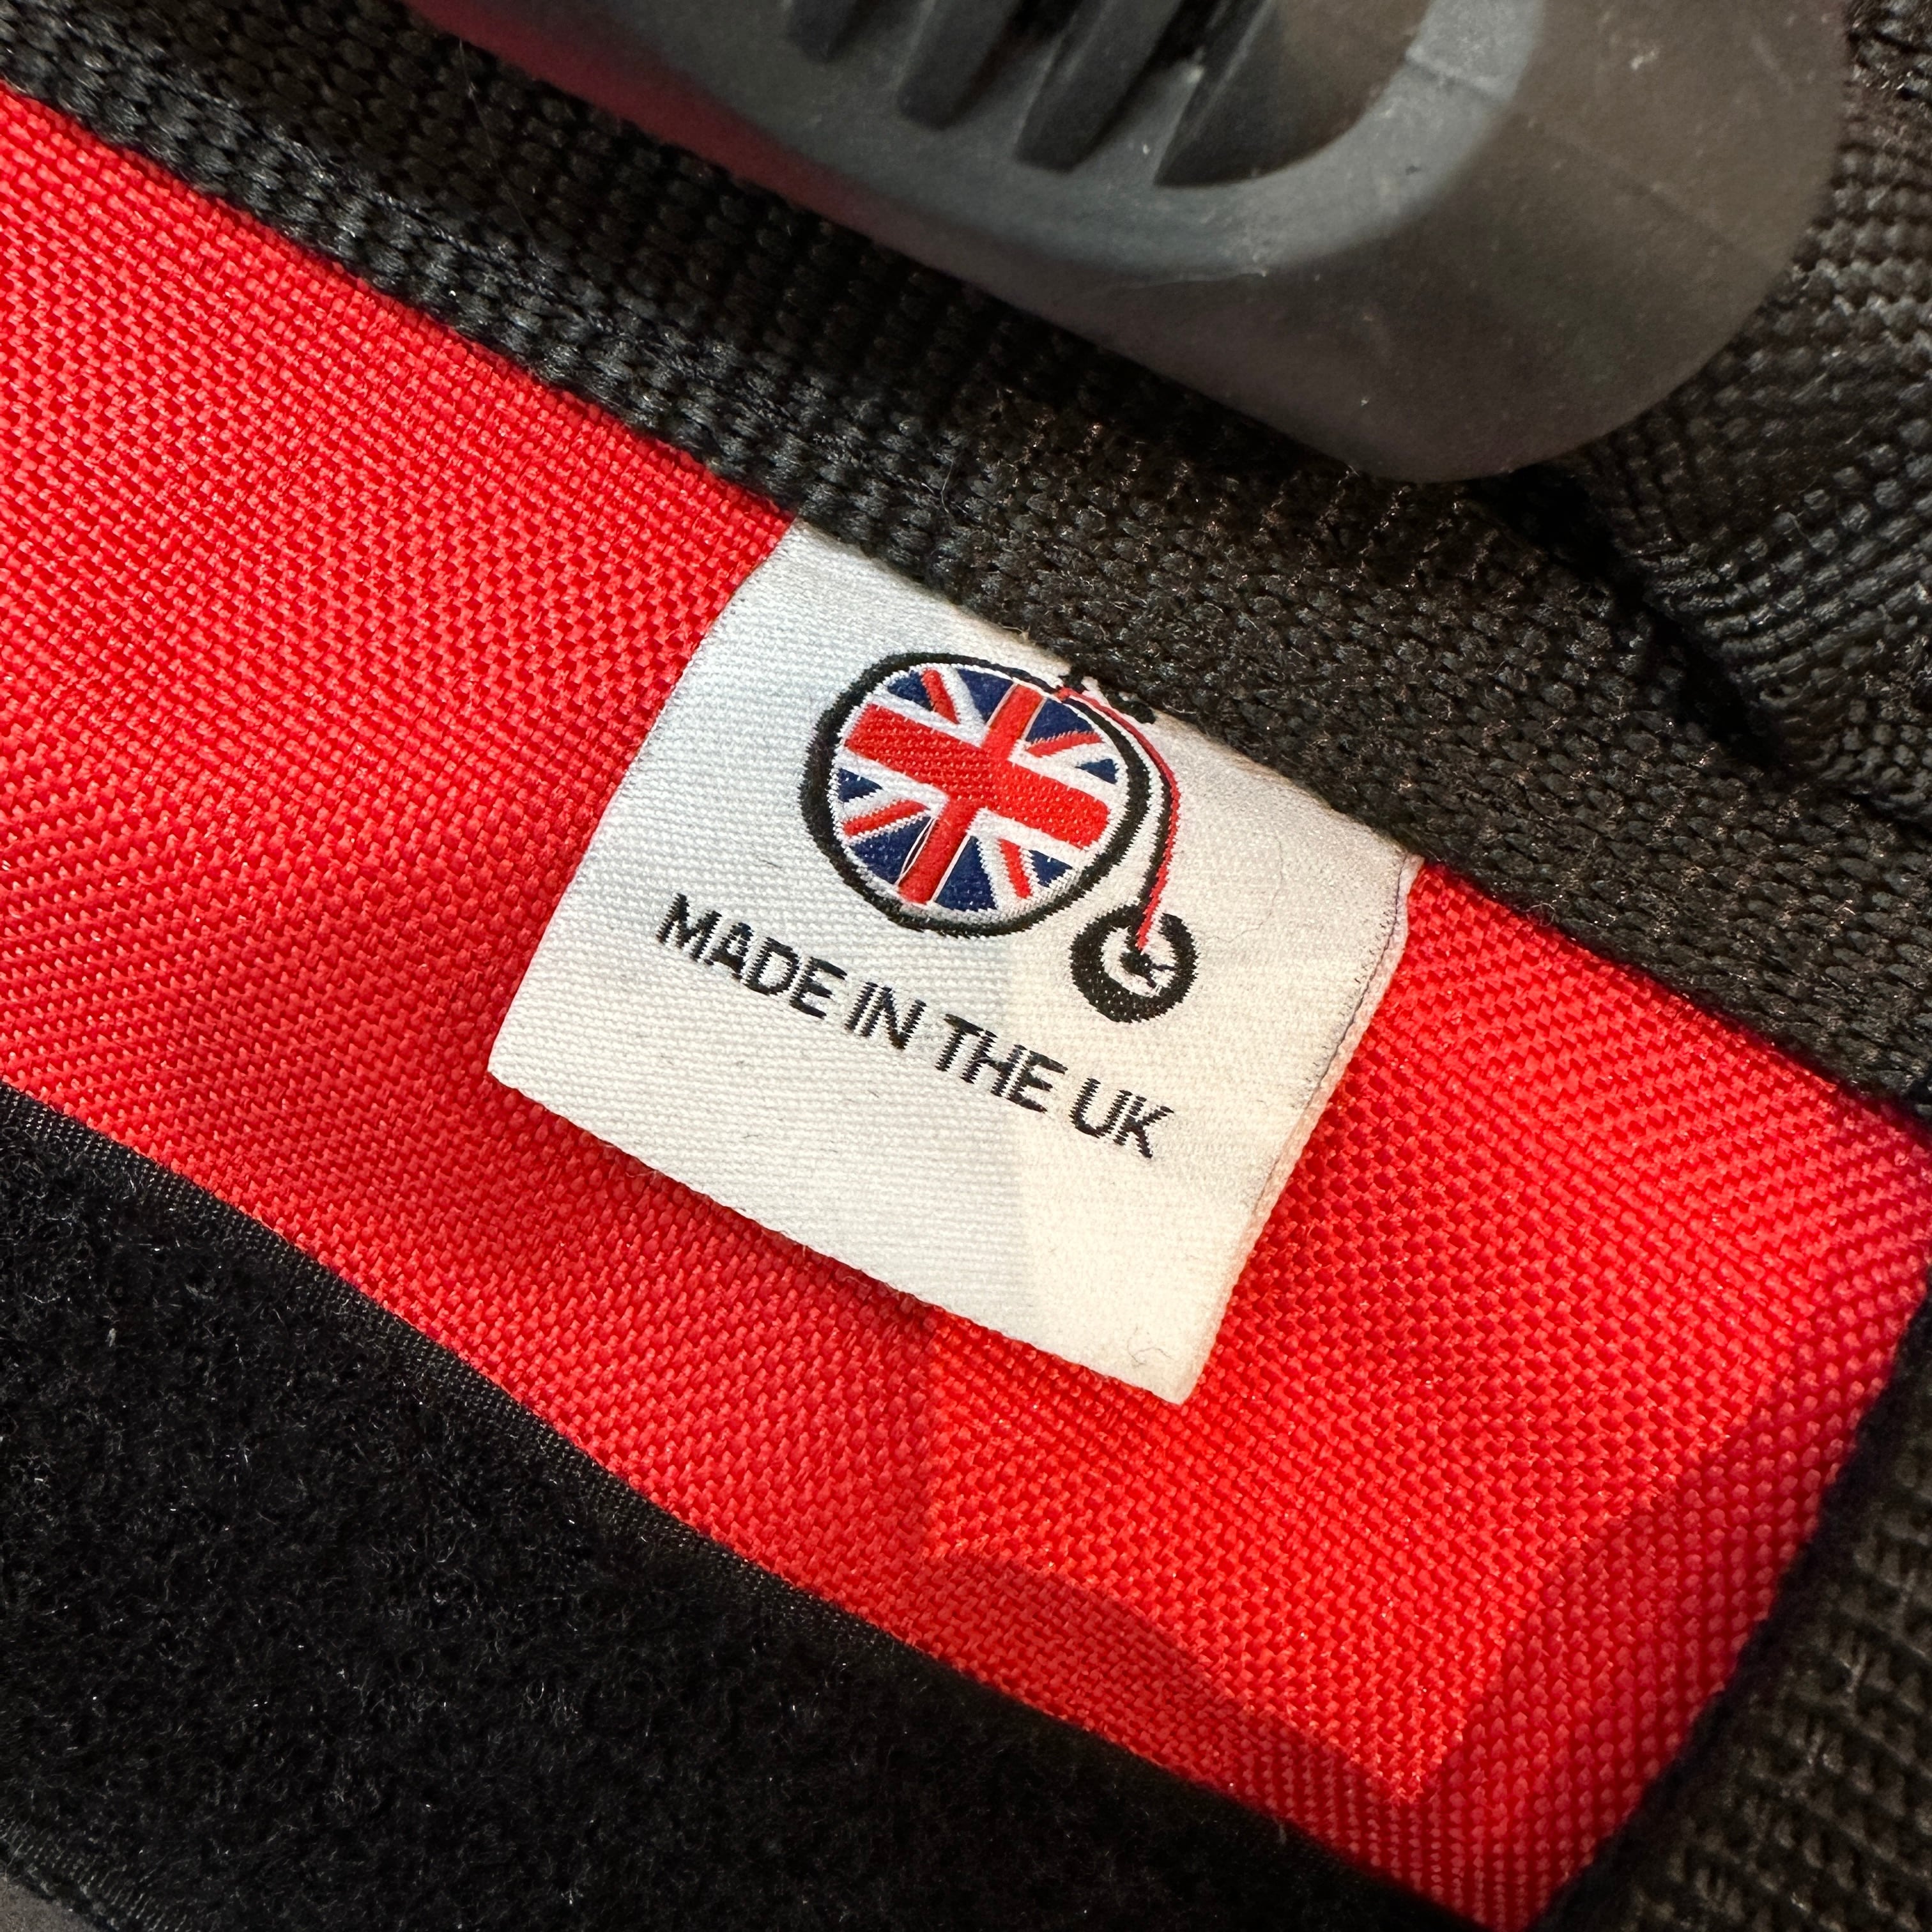 MADE IN THE UK